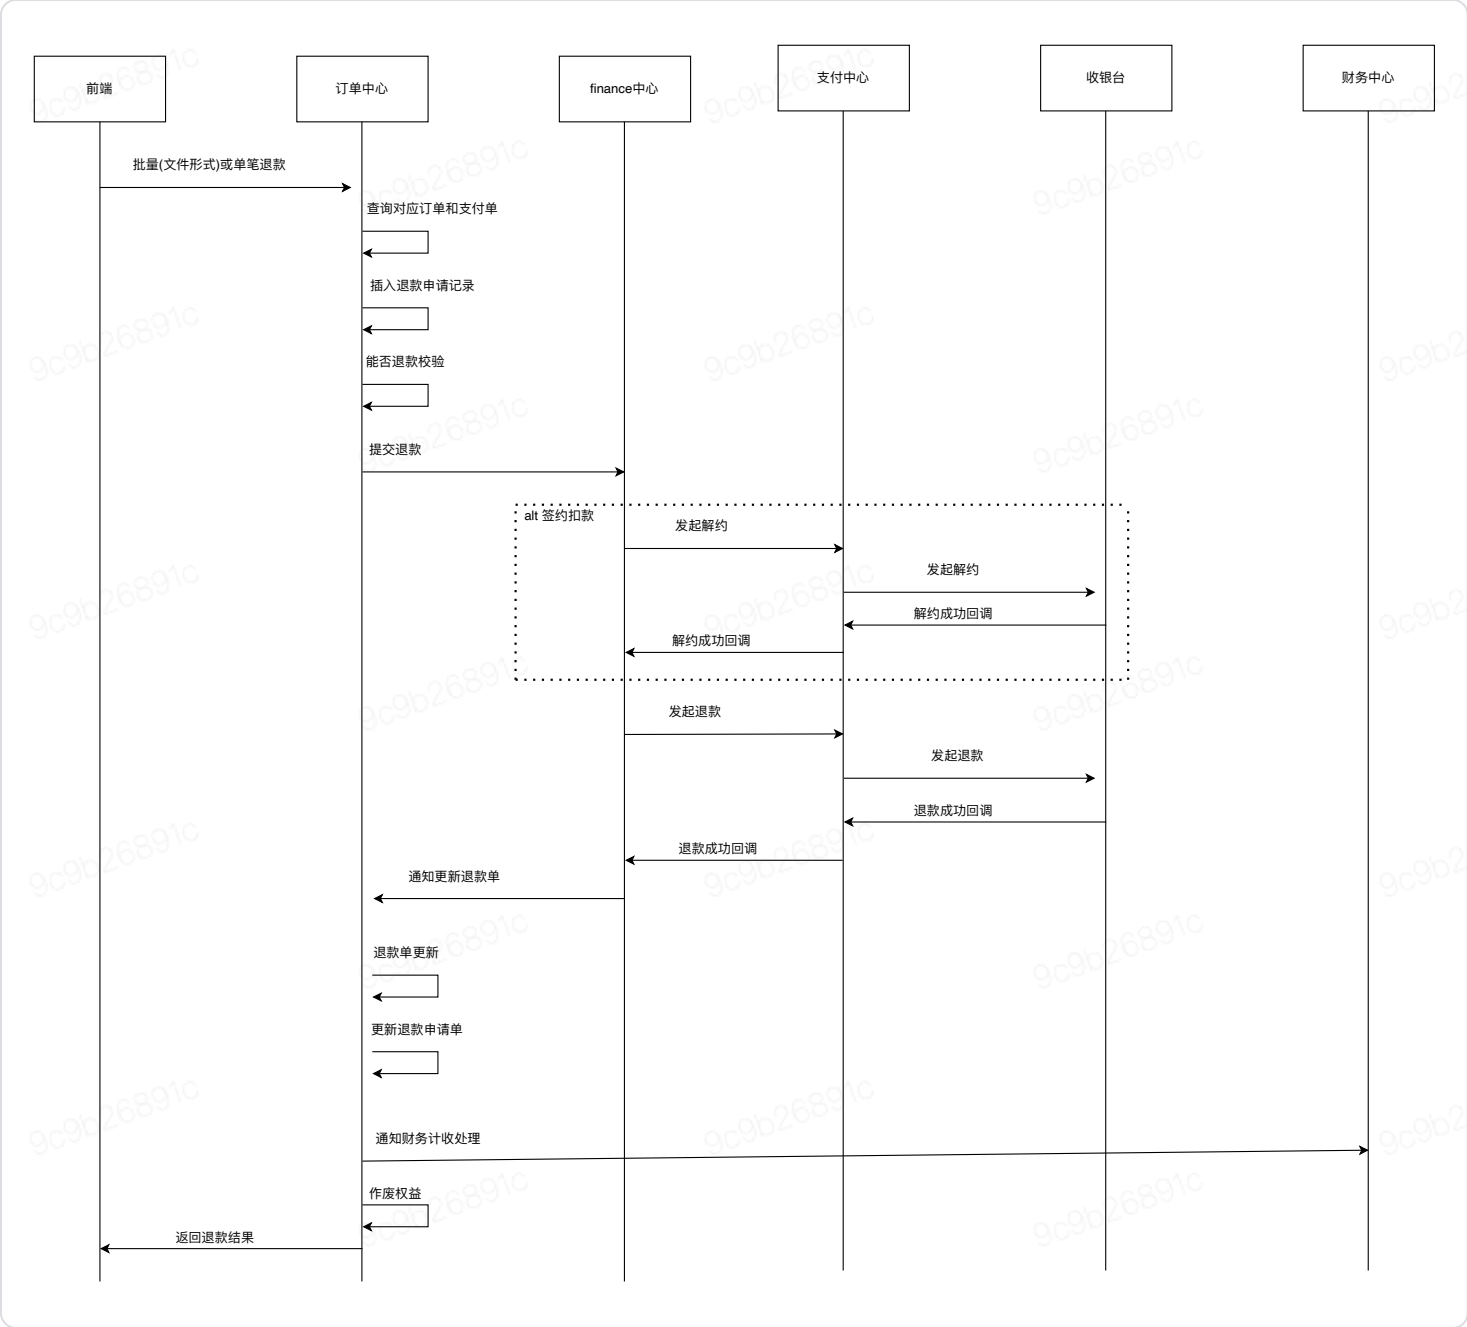 前端
订单中心
finance中心
支付中心
收银台
财务中心
批量(文件形式)或单笔退款
查询对应订单和支付单
插入退款申请记录
能否退款校验
提交退款
alt 签约扣款
发起解约
发起解约
解约成功回调
解约成功回调
发起退款
发起退款
退款成功回调
退款成功回调
通知更新退款单
退款单更新
更新退款申请单
通知财务计收处理
作废权益
返回退款结果
9c9b26891c